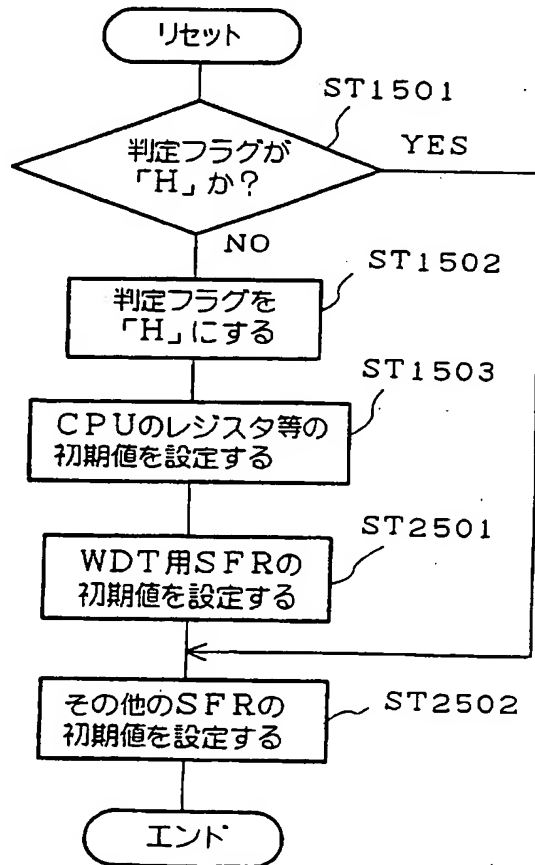 リセット
ST1501
判定フラグが
「H」か?
YES
NO
ST1502
判定フラグを
「H」にする
ST1503
CPUのレジスタ等の
初期値を設定する
ST2501
WDT用SFRの
初期値を設定する
その他のSFRの
初期値を設定する
ST2502
エンド